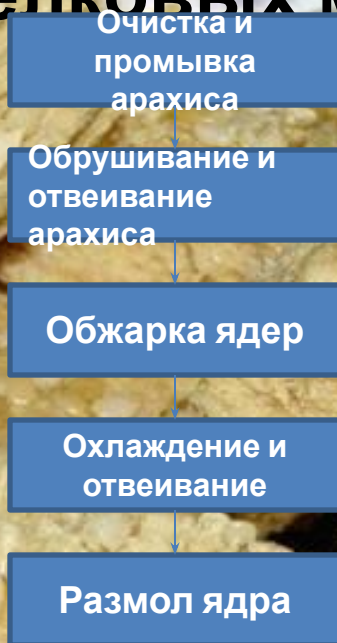 Очистка и
промывка
арахиса
Обрушивание и
отвеивание
арахиса
Обжарка ядер
Охлаждение и
отвеивание
Размол ядра